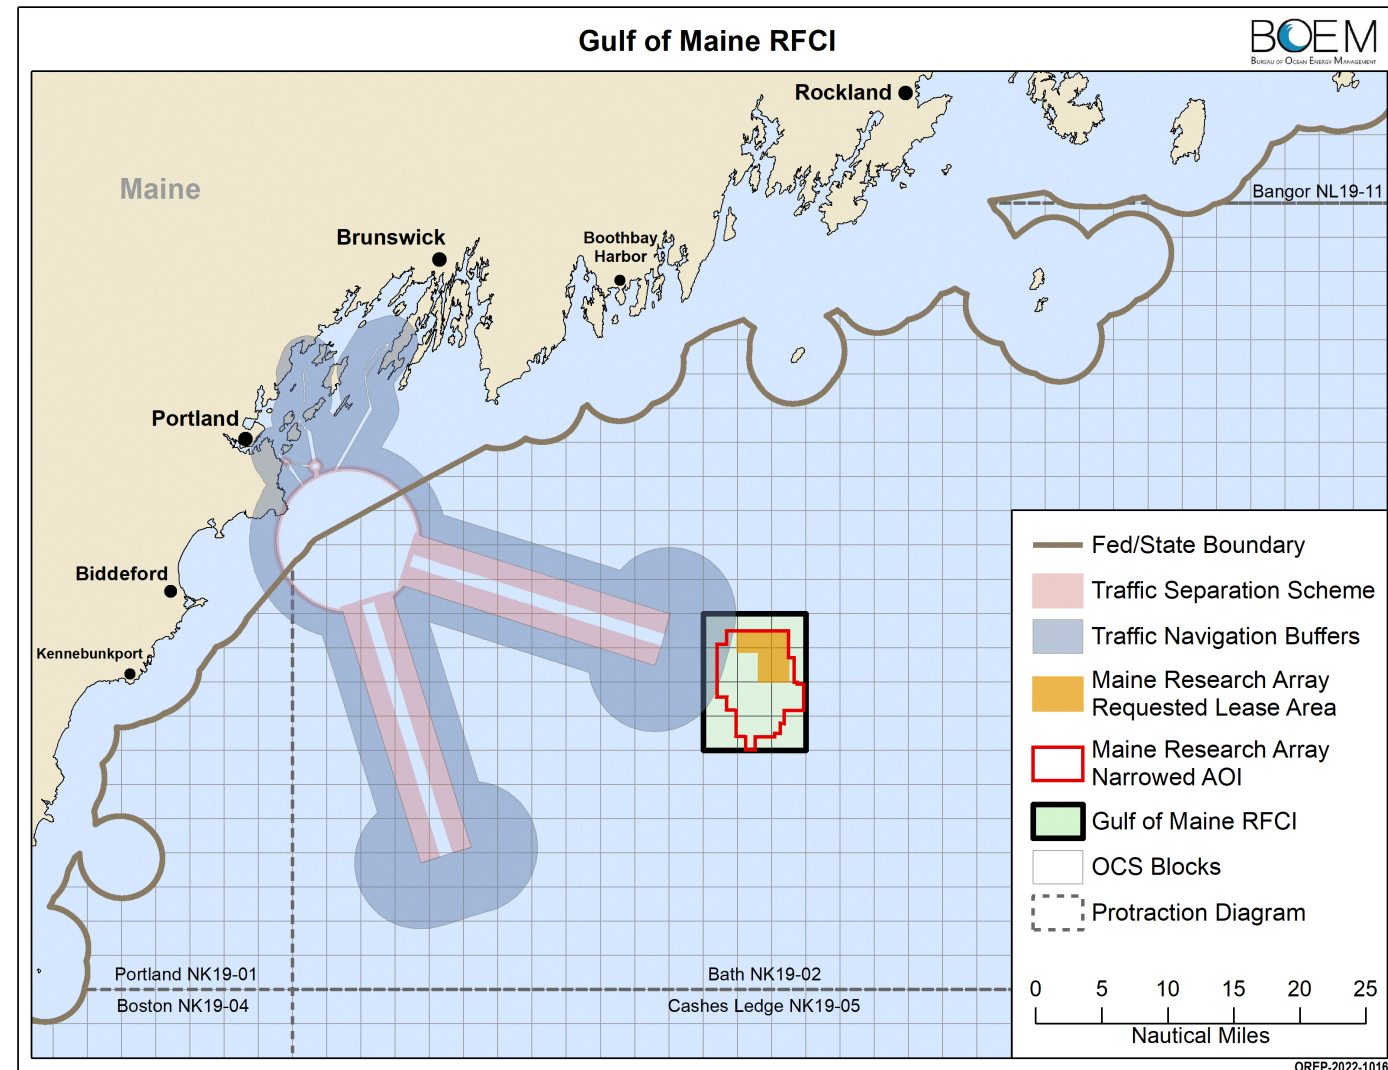 Gulf of Maine RFCI
BOEM
BUREAU OF OCEAN ENERGY MANAGEMENT
Rockland
Maine
Bangor NL19-11
Brunswick
Boothbay
Harbor
Portland
Biddeford
Kennebunkport
Fed/State Boundary
Traffic Separation Scheme
Traffic Navigation Buffers
Maine Research Array
Requested Lease Area
Maine Research Array
Narrowed AOI
Gulf of Maine RFCI
OCS Blocks
Protraction Diagram
Portland NK19-01
Bath NK19-02
Boston NK19-04
Cashes Ledge NK19-05
0 5 10 15 20 25
Nautical Miles
OREP-2022-1016